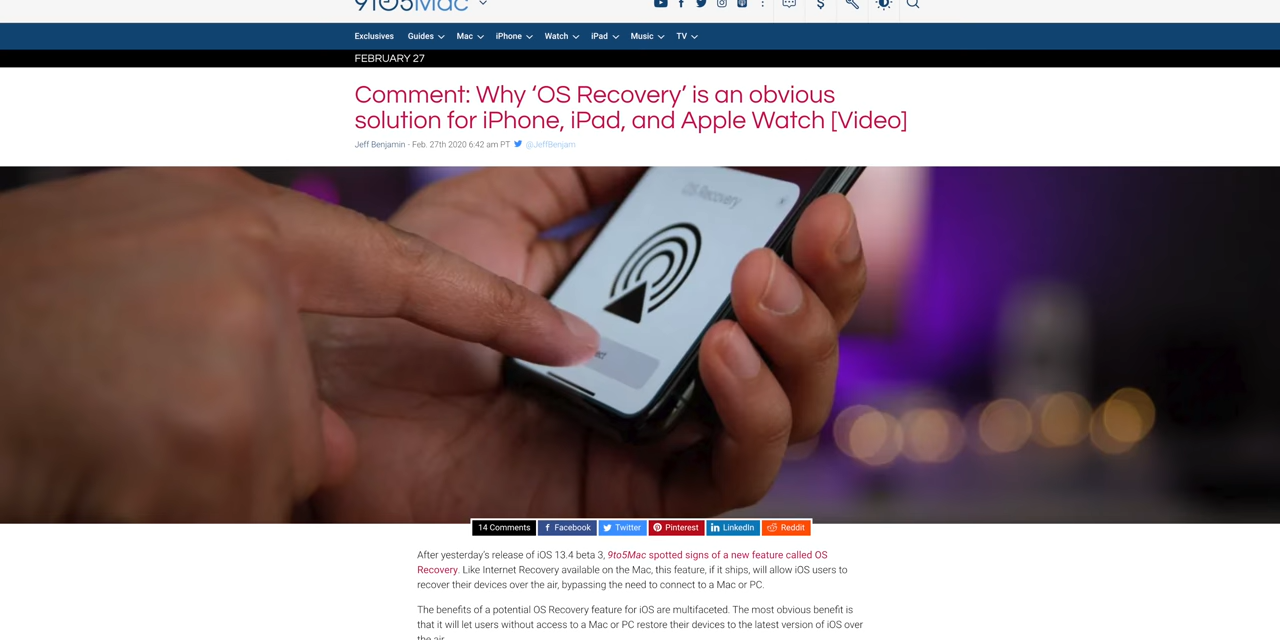 9TO5Mac
Exclusives Guides Mac iPhone Watch iPad Music TV
FEBRUARY 27
Comment: Why ‘OS Recovery’ is an obvious
solution for iPhone, iPad, and Apple Watch [Video]
Jeff Benjamin - Feb. 27th 2020 6:42 am PT @JeffBenjam
OS Recovery
14 Comments Facebook Twitter Pinterest LinkedIn Reddit
After yesterday's release of iOS 13.4 beta 3, 9to5Mac spotted signs of a new feature called OS
Recovery. Like Internet Recovery available on the Mac, this feature, if it ships, will allow iOS users to
recover their devices over the air, bypassing the need to connect to a Mac or PC.
The benefits of a potential OS Recovery feature for iOS are multifaceted. The most obvious benefit is
that it will let users without access to a Mac or PC restore their devices to the latest version of iOS over
the air.